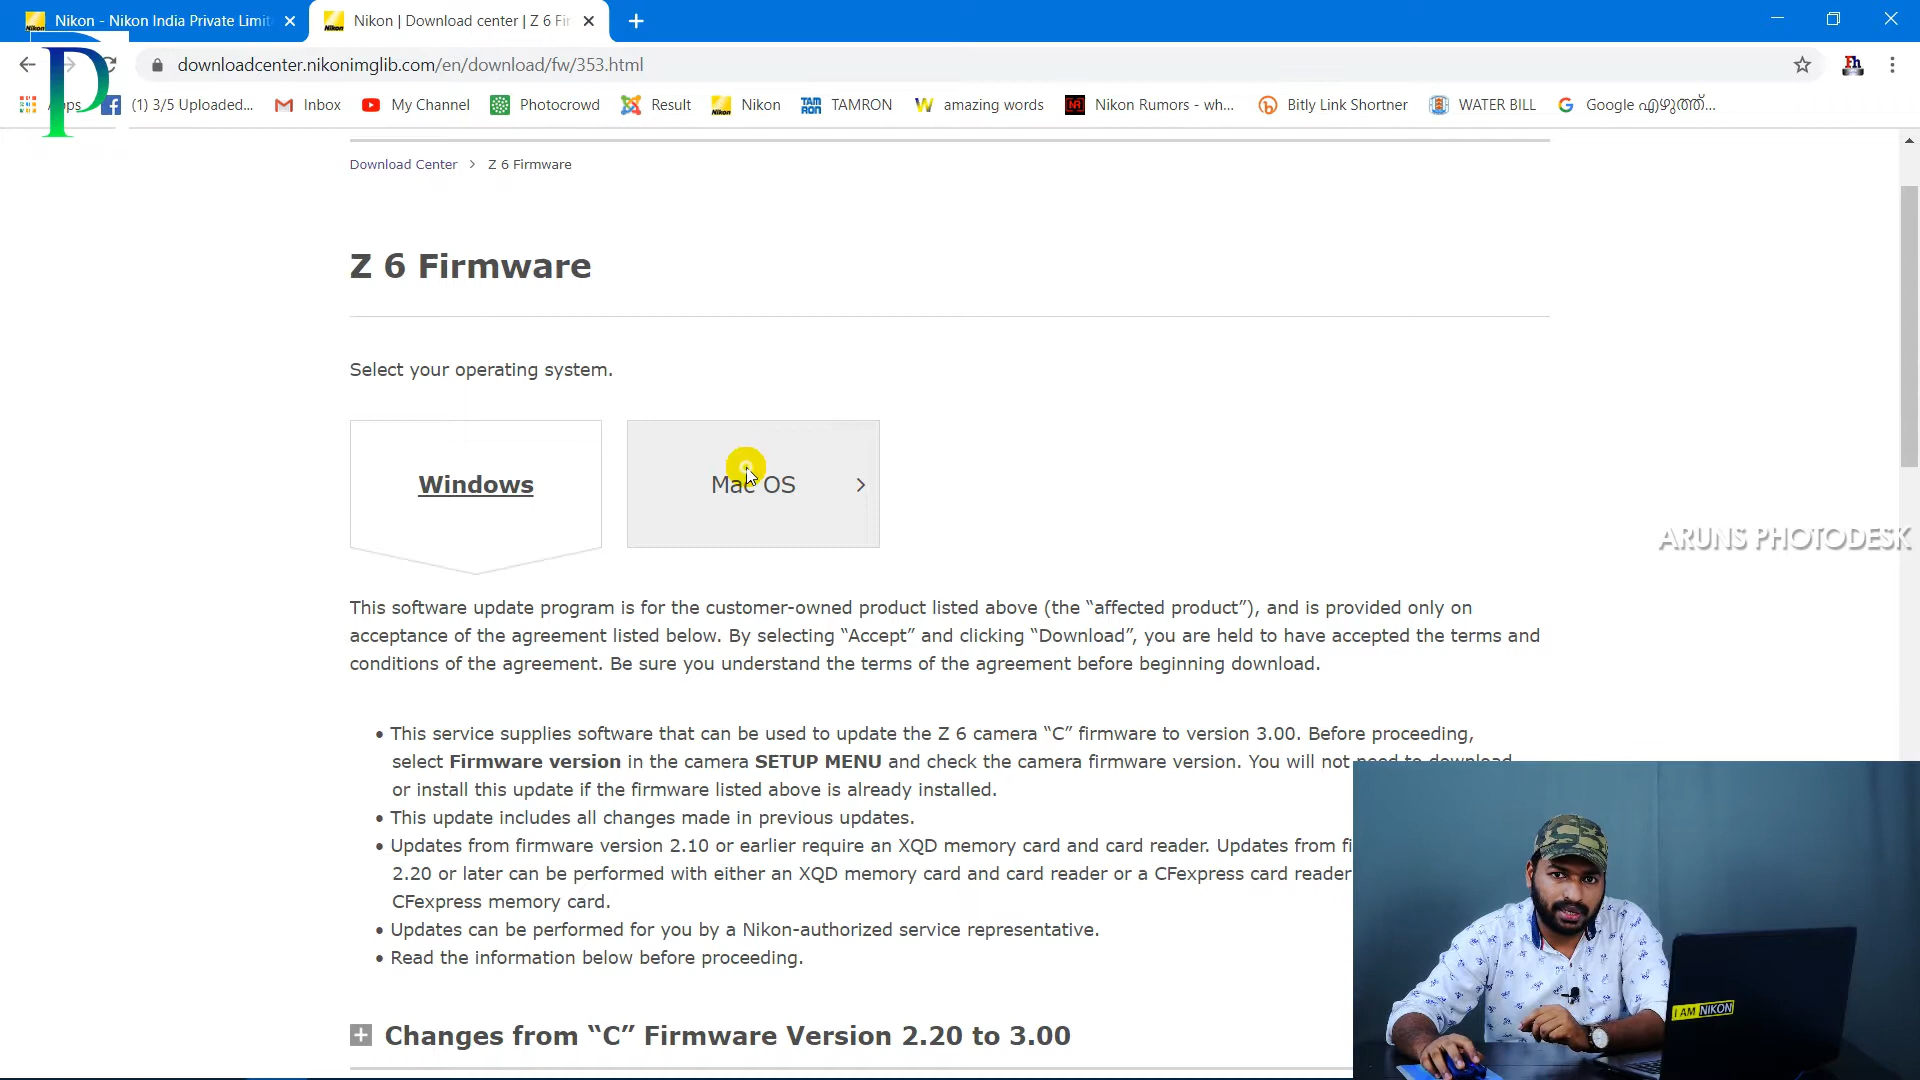 Nikon - Nikon India Private Limit
Nikon | Download center | Z 6 Fir
downloadcenter.nikonimglib.com/en/download/fw/353.html
Apps
(1) 3/5 Uploaded...
Inbox
My Channel
Photocrowd
Result
Nikon
TAMRON
amazing words
Nikon Rumors - wh...
Bitly Link Shortner
WATER BILL
Google എഴുത്ത്...
Download Center > Z 6 Firmware
Z 6 Firmware
Select your operating system.
Windows
Mac OS
ARUNS PHOTODESK
This software update program is for the customer-owned product listed above (the “affected product”), and is provided only on
acceptance of the agreement listed below. By selecting “Accept” and clicking “Download”, you are held to have accepted the terms and
conditions of the agreement. Be sure you understand the terms of the agreement before beginning download.
• This service supplies software that can be used to update the Z 6 camera “C” firmware to version 3.00. Before proceeding,
select Firmware version in the camera SETUP MENU and check the camera firmware version. You will not need to download
or install this update if the firmware listed above is already installed.
• This update includes all changes made in previous updates.
• Updates from firmware version 2.10 or earlier require an XQD memory card and card reader. Updates from fi
2.20 or later can be performed with either an XQD memory card and card reader or a CFexpress card reader
CFexpress memory card.
• Updates can be performed for you by a Nikon-authorized service representative.
• Read the information below before proceeding.
Changes from “C” Firmware Version 2.20 to 3.00
I AM NIKON